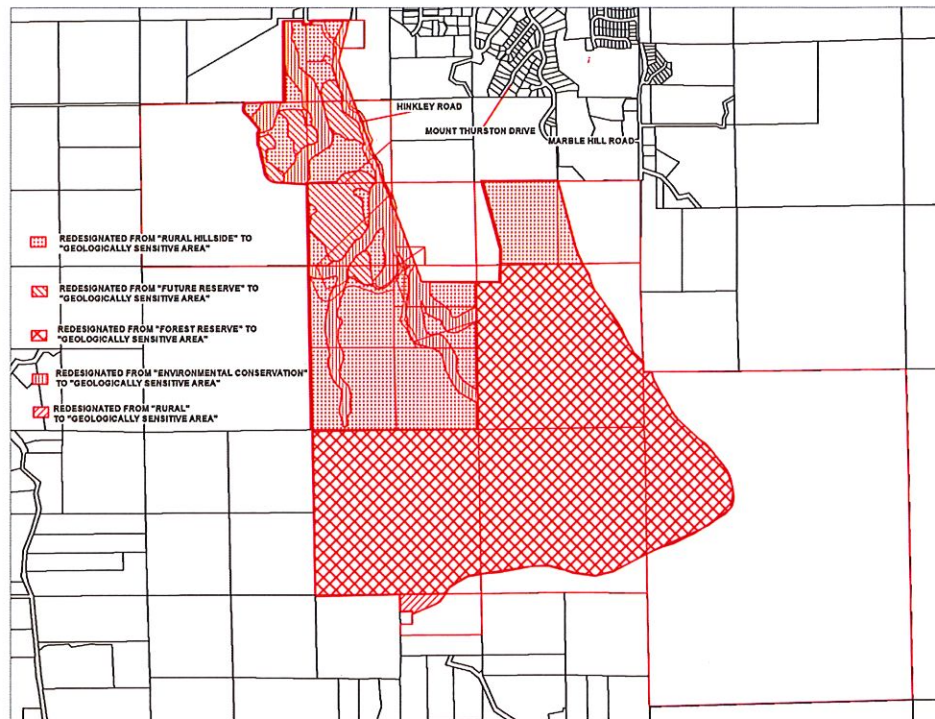 HINKLEY ROAD
MOUNT THURSTON DRIVE
MARBLE HILL ROAD
REDESIGNATED FROM "RURAL HILLSIDE" TO
"GEOLOGICALLY SENSITIVE AREA"
REDESIGNATED FROM "FUTURE RESERVE" TO
"GEOLOGICALLY SENSITIVE AREA"
REDESIGNATED FROM "FOREST RESERVE" TO
"GEOLOGICALLY SENSITIVE AREA"
REDESIGNATED FROM "ENVIRONMENTAL CONSERVATION"
TO "GEOLOGICALLY SENSITIVE AREA"
REDESIGNATED FROM "RURAL"
TO "GEOLOGICALLY SENSITIVE AREA"